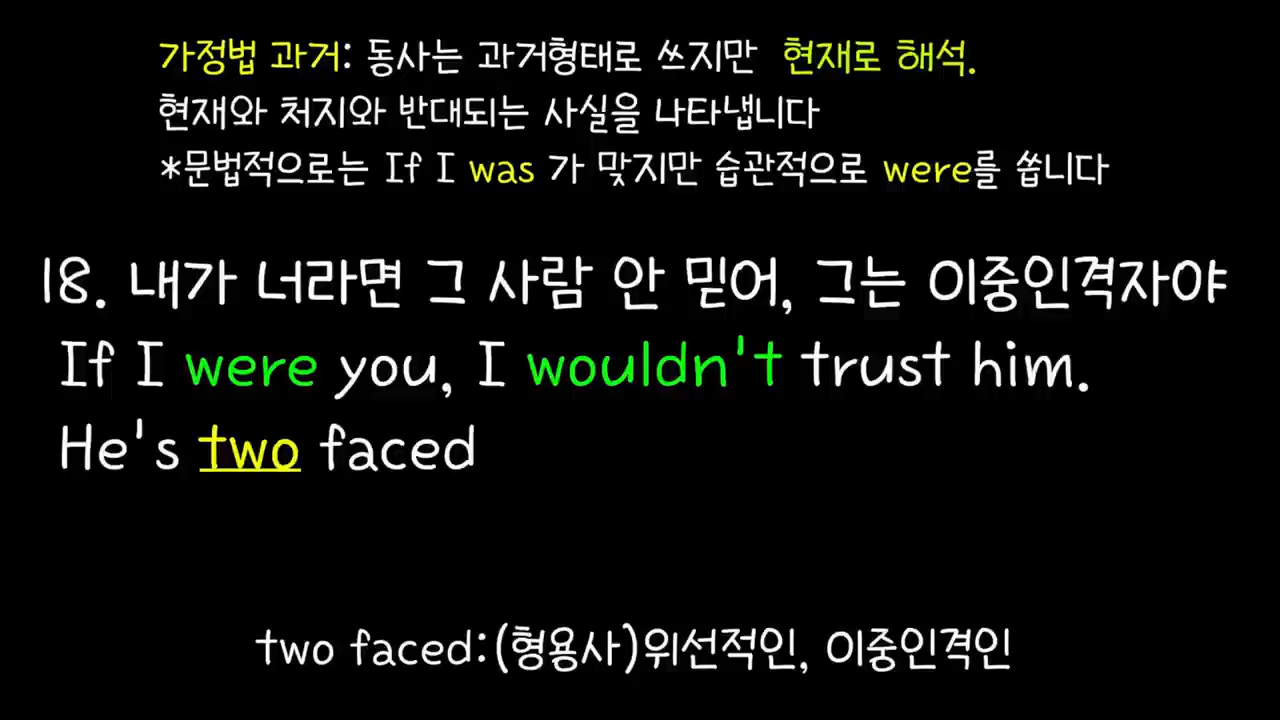 가정법 과거: 동사는 과거형태로 쓰지만 현재로 해석.
현재와 처지와 반대되는 사실을 나타냅니다
*문법적으로는 If I was 가 맞지만 습관적으로 were를 씁니다
18. 내가 너라면 그 사람 안 믿어, 그는 이중인격자야
If I were you, I wouldn't trust him.
He's two faced
two faced:(형용사)위선적인, 이중인격인